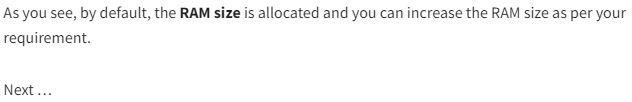 As you see, by default, the RAM size is allocated and you can increase the RAM size as per your
requirement.
Next …